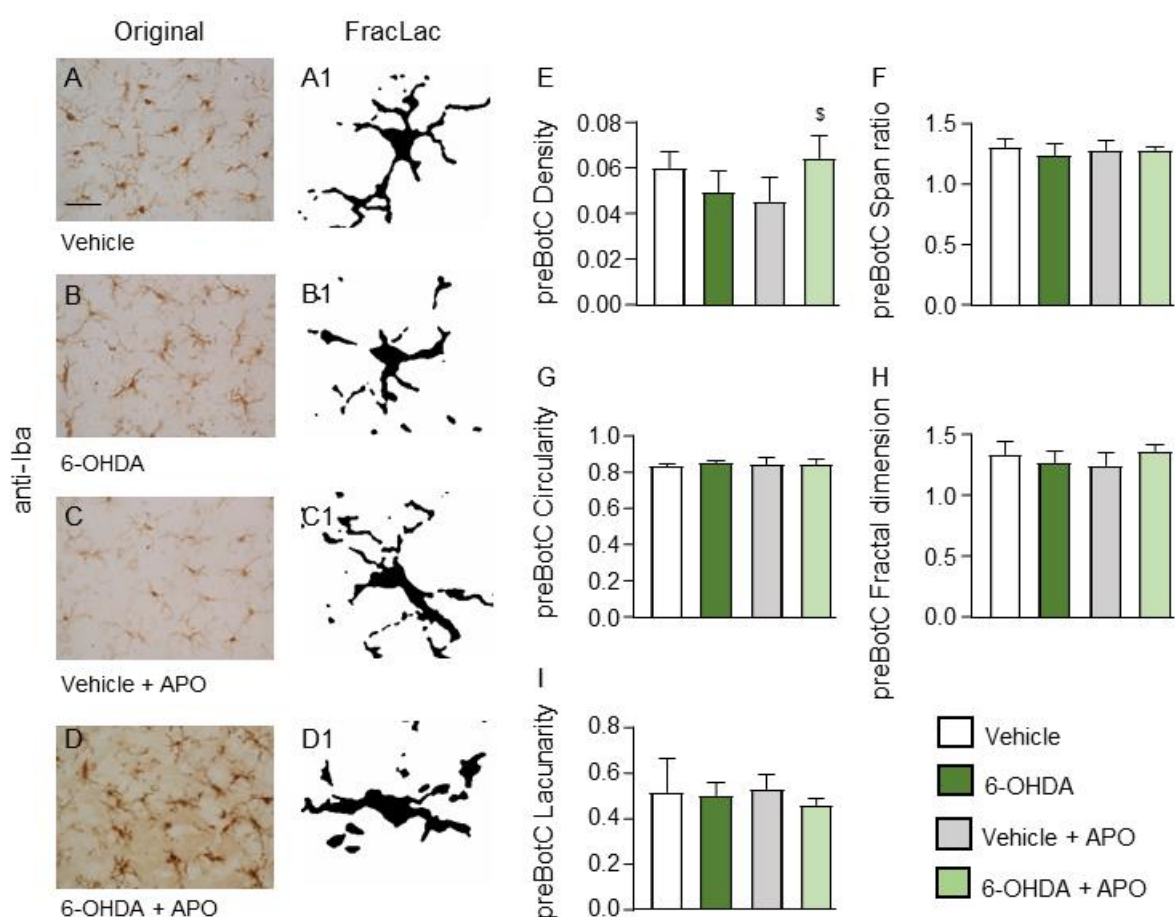 Original
FracLac
anti-Iba
A
A1
Vehicle
B
B1
6-OHDA
C
C1
Vehicle + APO
D
D1
6-OHDA + APO
E
preBotC Density
0.08
0.06
0.04
0.02
0.00
$
F
preBotC Span ratio
1.5
1.0
0.5
0.0
G
preBotC Circularity
1.0
0.8
0.6
0.4
0.2
0.0
H
preBotC Fractal dimension
1.5
1.0
0.5
0.0
I
preBotC Lacunarity
0.8
0.6
0.4
0.2
0.0
Vehicle
6-OHDA
Vehicle + APO
6-OHDA + APO